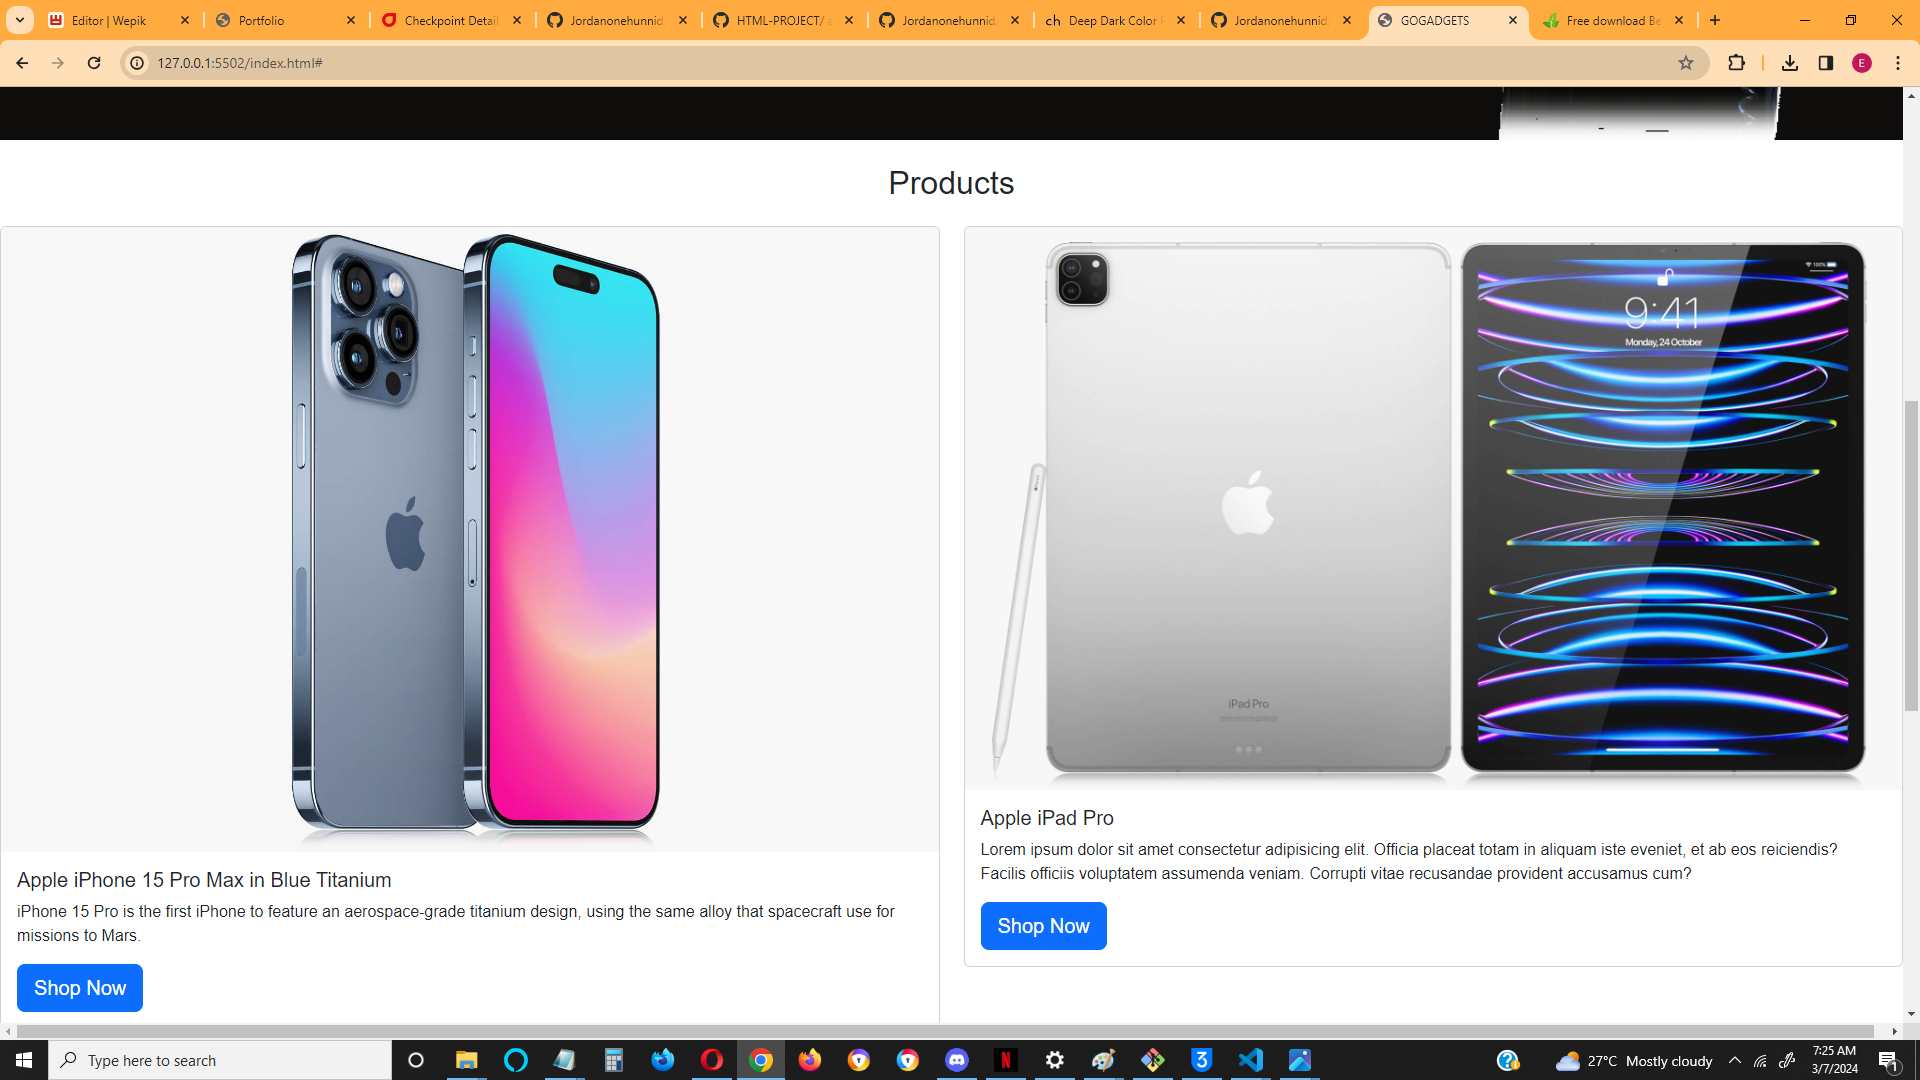 Editor | Wepik
Portfolio
Checkpoint Detail
Jordanonehunnid
HTML-PROJECT/ a
Jordanonehunnid
ch
Deep Dark Color
Jordanonehunnid
GOGADGETS
Free download Be
127.0.0.1:5502/index.html#
E
Products
100%
9:41
Monday, 24 October
iPad Pro
Apple iPad Pro
Lorem ipsum dolor sit amet consectetur adipisicing elit. Officia placeat totam in aliquam iste eveniet, et ab eos reiciendis?
Facilis officiis voluptatem assumenda veniam. Corrupti vitae recusandae provident accusamus cum?
Shop Now
Apple iPhone 15 Pro Max in Blue Titanium
iPhone 15 Pro is the first iPhone to feature an aerospace-grade titanium design, using the same alloy that spacecraft use for
missions to Mars.
Shop Now
Type here to search
27°C Mostly cloudy
7:25 AM
3/7/2024
1